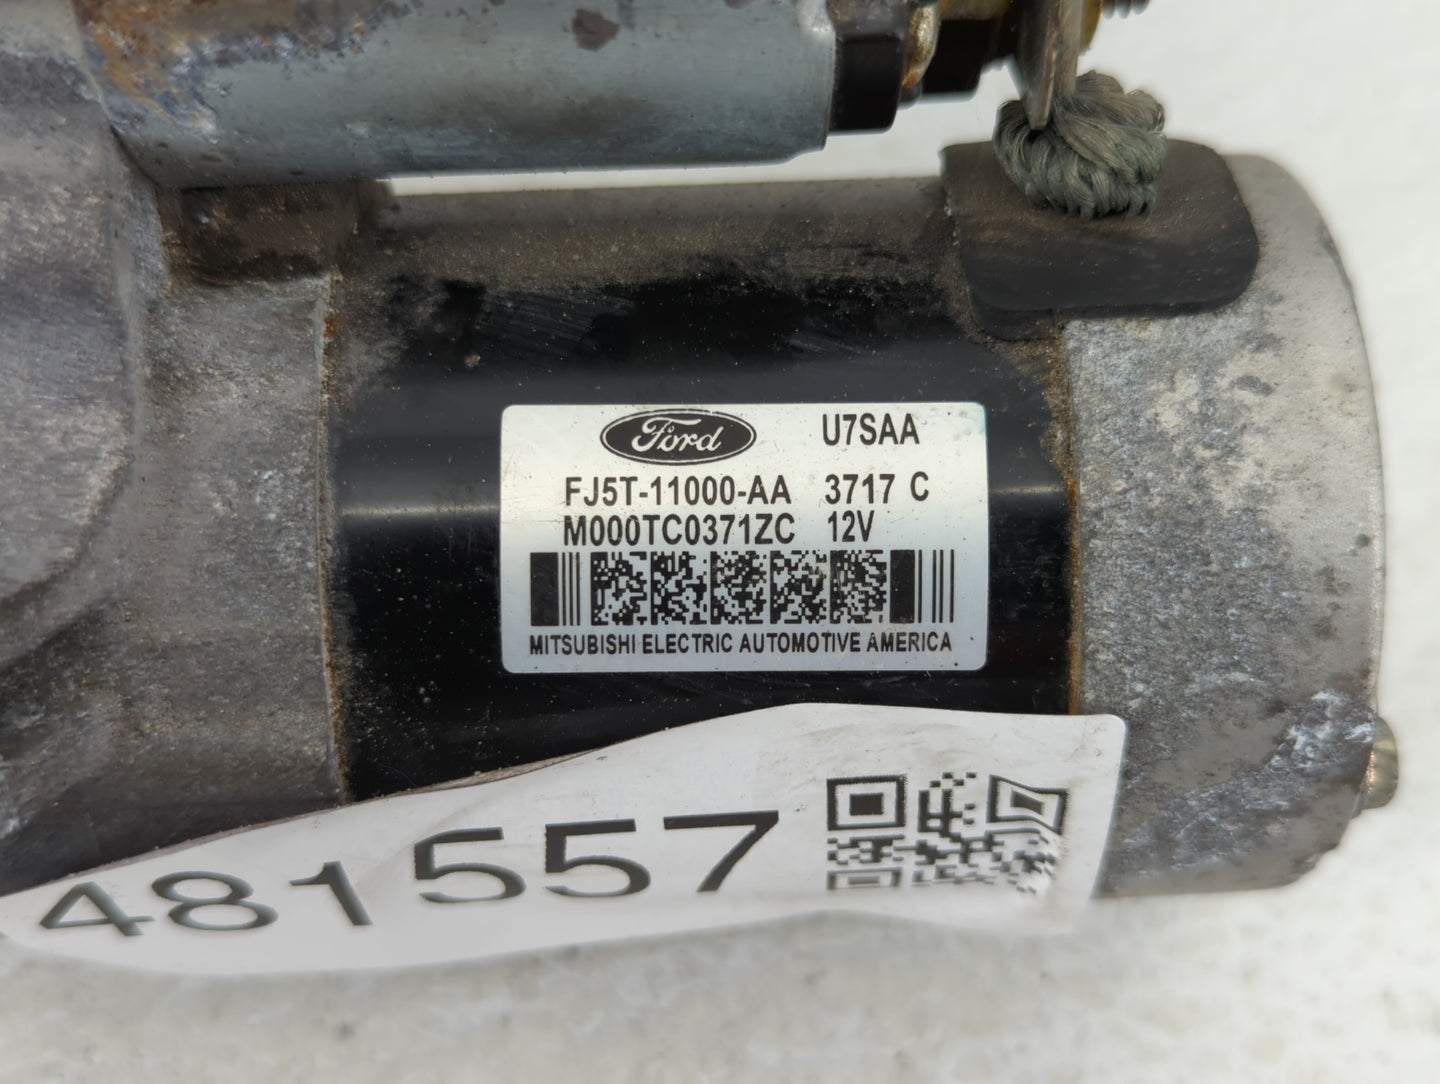 Ford U7SAA
FJ5T-11000-AA 3717 C
M000TC0371ZC 12V
MITSUBISHI ELECTRIC AUTOMOTIVE AMERICA
481557